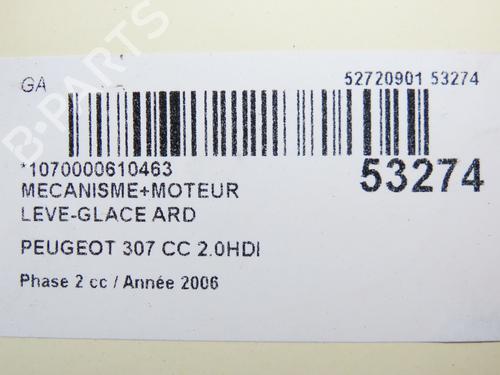 GA 52720901 53274
*1070000610463 53274
MECANISME+MOTEUR
LEVE-GLACE ARD
PEUGEOT 307 CC 2.0HDI
Phase 2 cc / Année 2006
B-PARTS